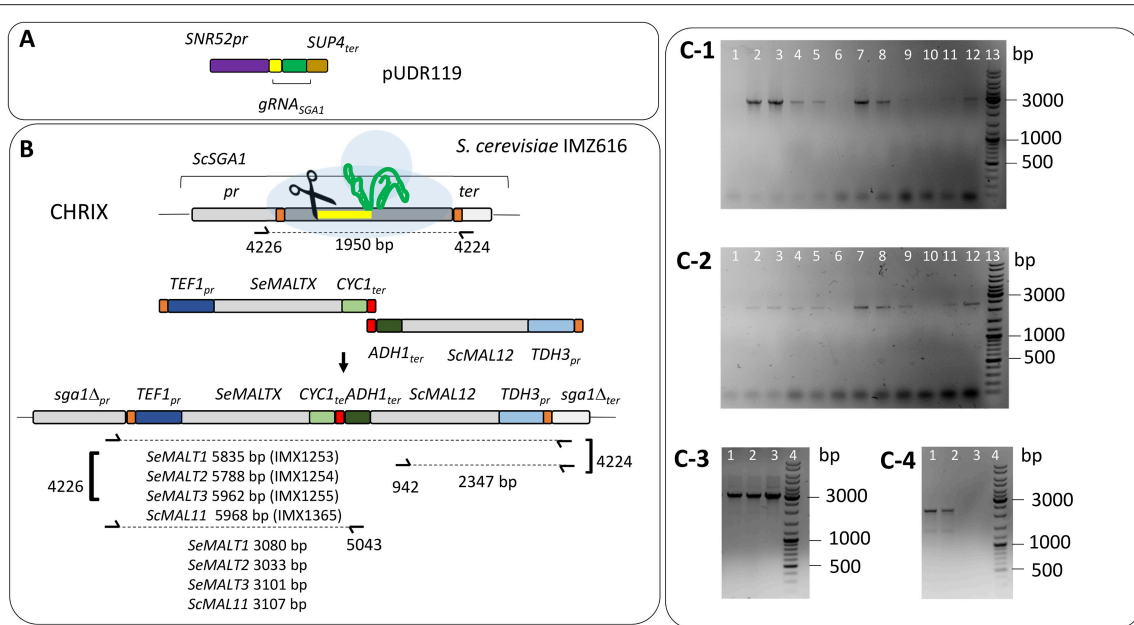 A
SNR52pr
SUP4ter
pUDR119
gRNASGA1
B
S. cerevisiae IMZ616
ScSGA1
pr
ter
CHRIX
4226
1950 bp
4224
TEF1pr
SeMALTX
CYC1ter
ADH1ter
ScMAL12
TDH3pr
sga1Δpr
TEF1pr
SeMALTX
CYC1ter
ADH1ter
ScMAL12
TDH3pr
sga1Δter
4226
SeMALT1 5835 bp (IMX1253)
SeMALT2 5788 bp (IMX1254)
SeMALT3 5962 bp (IMX1255)
ScMAL11 5968 bp (IMX1365)
942
2347 bp
4224
5043
SeMALT1 3080 bp
SeMALT2 3033 bp
SeMALT3 3101 bp
ScMAL11 3107 bp
C-1
1 2 3 4 5 6 7 8 9 10 11 12 13
bp
3000
1000
500
C-2
1 2 3 4 5 6 7 8 9 10 11 12 13
bp
3000
1000
500
C-3
1 2 3 4
bp
3000
1000
500
C-4
1 2 3 4
bp
3000
1000
500